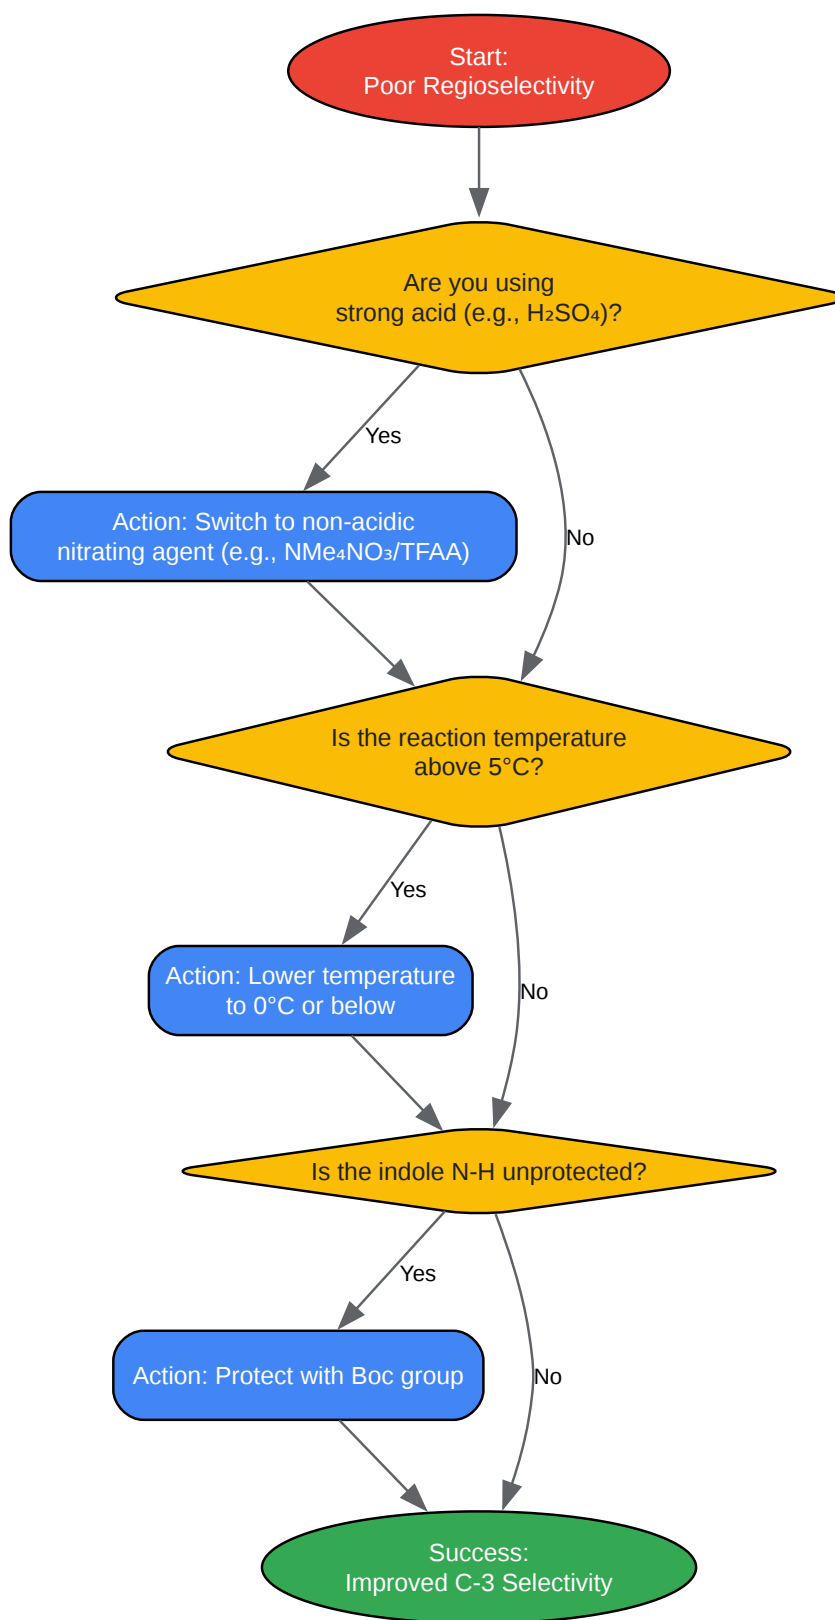 Start:
Poor Regioselectivity
Are you using
strong acid (e.g., H₂SO₄)?
Yes
Action: Switch to non-acidic
nitrating agent (e.g., NMe₄NO₃/TFAA)
No
Is the reaction temperature
above 5°C?
Yes
Action: Lower temperature
to 0°C or below
No
Is the indole N-H unprotected?
Yes
Action: Protect with Boc group
No
Success:
Improved C-3 Selectivity